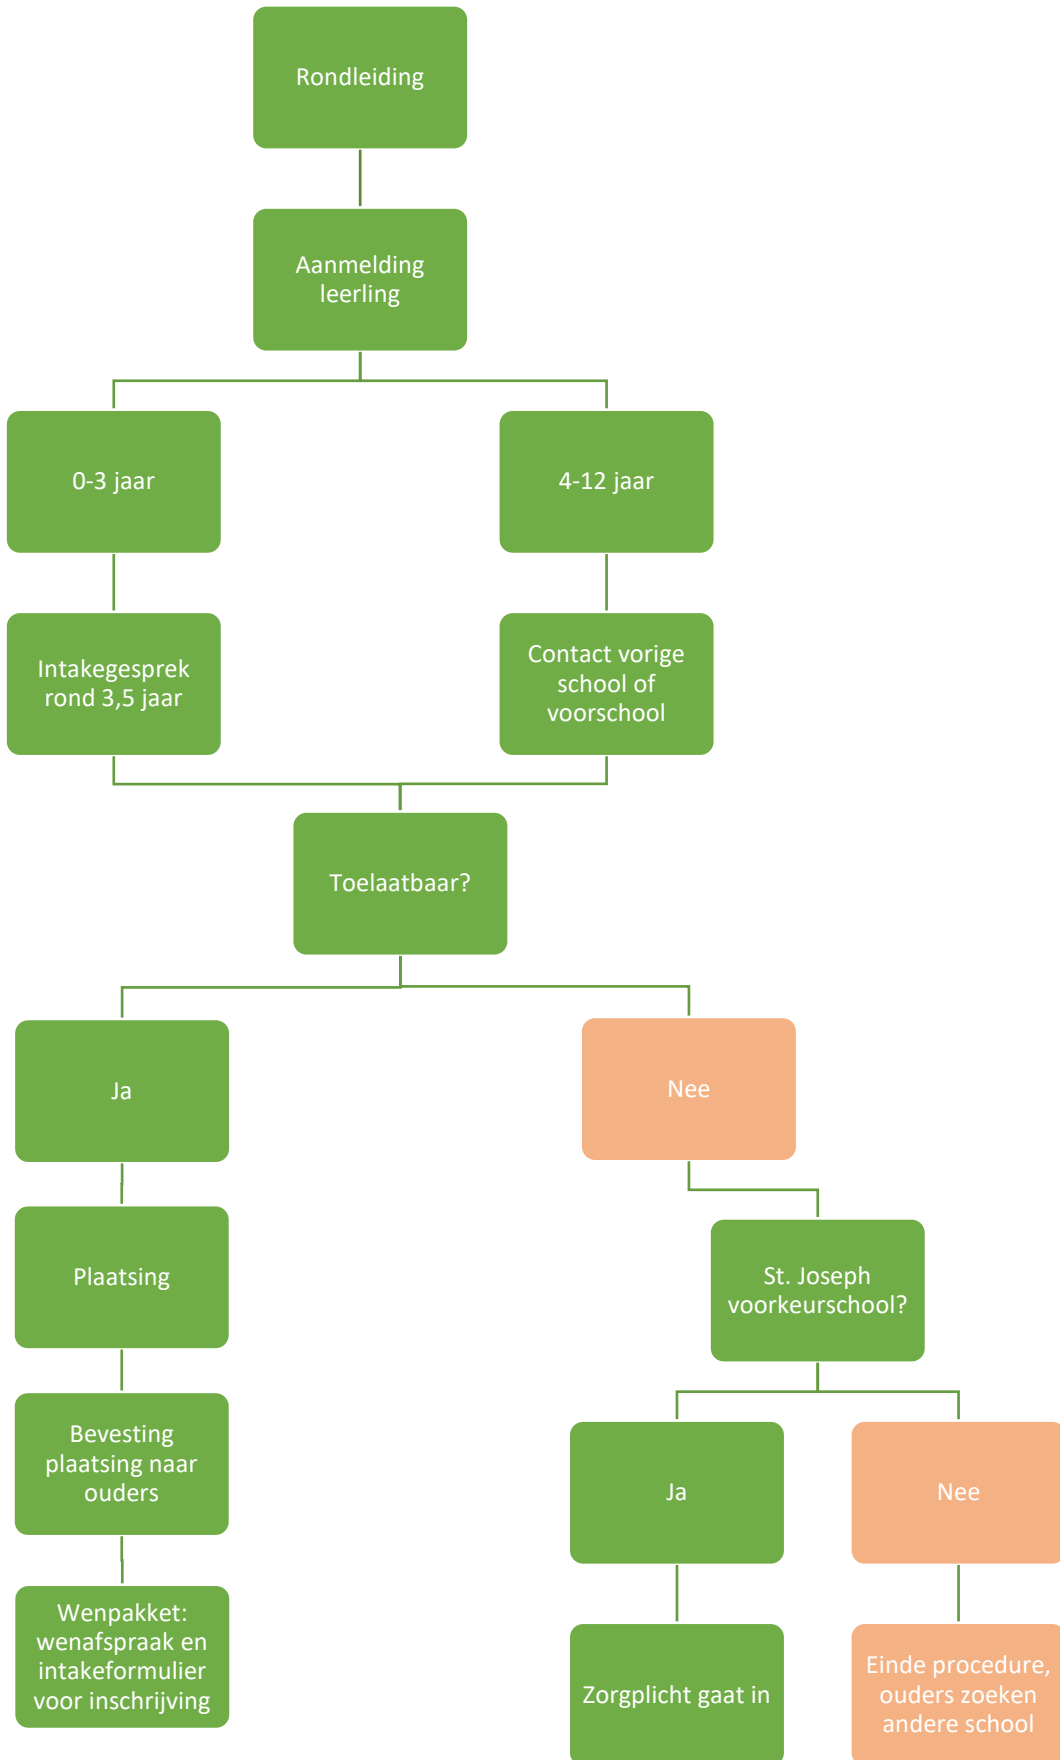 Rondleiding
Aanmelding
leerling
0-3 jaar
4-12 jaar
Intakegesprek
rond 3,5 jaar
Contact vorige
school of
voorschool
Toelaatbaar?
Ja
Nee
Plaatsing
St. Joseph
voorkeurschool?
Bevesting
plaatsing naar
ouders
Ja
Nee
Wenpakket:
wenafspraak en
intakeformulier
voor inschrijving
Zorgplicht gaat in
Einde procedure,
ouders zoeken
andere school